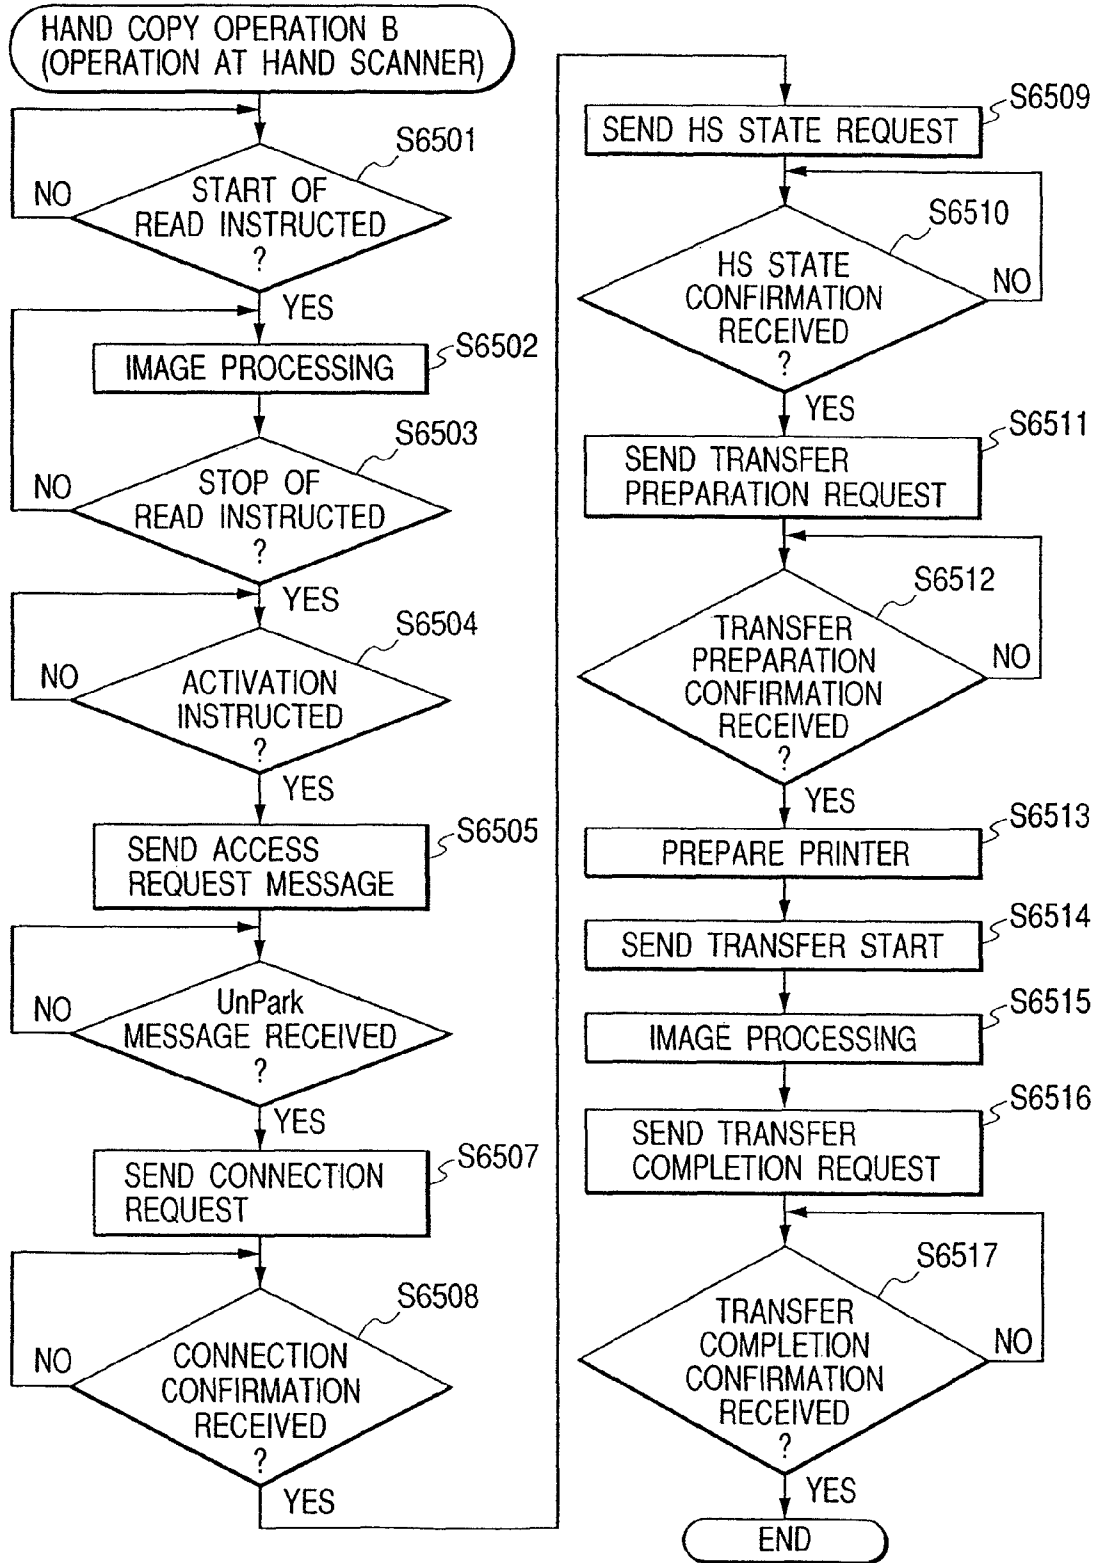 HAND COPY OPERATION B
(OPERATION AT HAND SCANNER)
S6501
START OF
READ INSTRUCTED
?
NO
YES
S6502
IMAGE PROCESSING
S6503
STOP OF
READ INSTRUCTED
?
NO
YES
S6504
ACTIVATION
INSTRUCTED
?
NO
YES
S6505
SEND ACCESS
REQUEST MESSAGE
UnPark
MESSAGE RECEIVED
?
NO
YES
S6507
SEND CONNECTION
REQUEST
S6508
CONNECTION
CONFIRMATION
RECEIVED
?
NO
YES
S6509
SEND HS STATE REQUEST
S6510
HS STATE
CONFIRMATION
RECEIVED
?
NO
YES
S6511
SEND TRANSFER
PREPARATION REQUEST
S6512
TRANSFER
PREPARATION
CONFIRMATION
RECEIVED
?
NO
YES
S6513
PREPARE PRINTER
S6514
SEND TRANSFER START
S6515
IMAGE PROCESSING
S6516
SEND TRANSFER
COMPLETION REQUEST
S6517
TRANSFER
COMPLETION
CONFIRMATION
RECEIVED
?
NO
YES
END